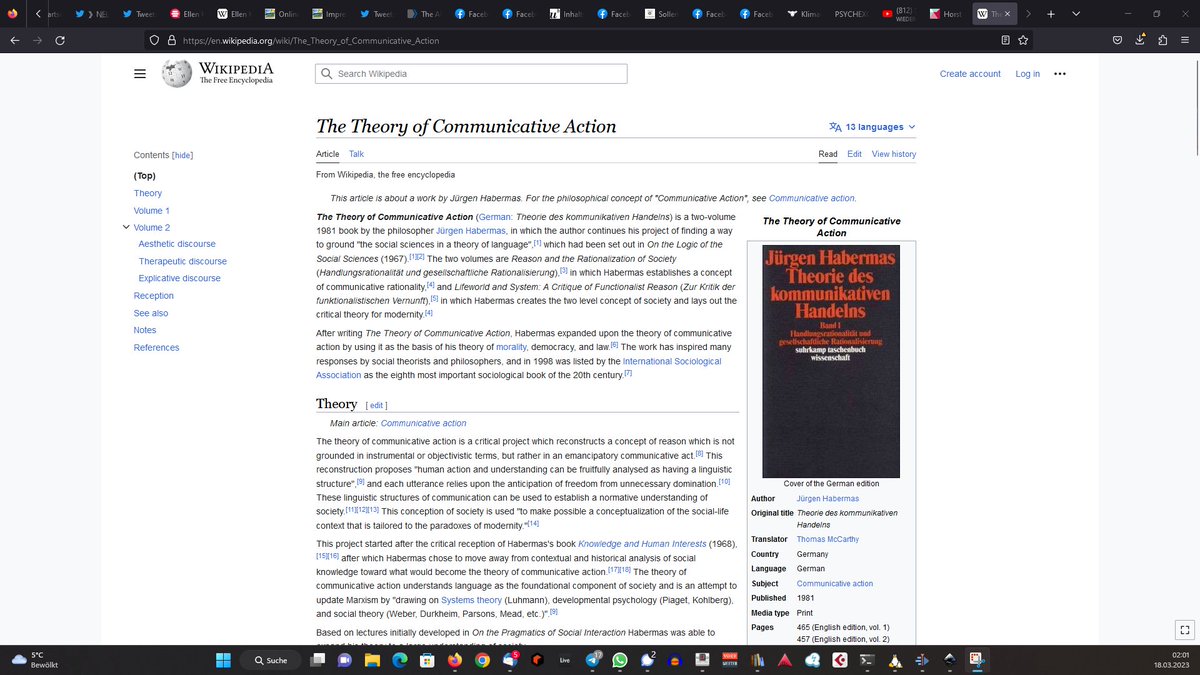 arts
NEL
Tweet
Ellen
Ellen
Onlin
Impre
Tweet
The A
Faceb
Faceb
Inhalt
Faceb
Sollen
Faceb
Faceb
Klima
PSYCHEX
(812)
WIEDER
Horst
The
https://en.wikipedia.org/wiki/The_Theory_of_Communicative_Action
WIKIPEDIA
The Free Encyclopedia
Search Wikipedia
Create account
Log in
The Theory of Communicative Action
13 languages
Contents [hide]
(Top)
Theory
Volume 1
Volume 2
Aesthetic discourse
Therapeutic discourse
Explicative discourse
Reception
See also
Notes
References
Article
Talk
Read
Edit
View history
From Wikipedia, the free encyclopedia
This article is about a work by Jürgen Habermas. For the philosophical concept of "Communicative Action", see Communicative action.
The Theory of Communicative Action (German: Theorie des kommunikativen Handelns) is a two-volume
1981 book by the philosopher Jürgen Habermas, in which the author continues his project of finding a way
to ground "the social sciences in a theory of language",[1] which had been set out in On the Logic of the
Social Sciences (1967).[1][2] The two volumes are Reason and the Rationalization of Society
(Handlungsrationalität und gesellschaftliche Rationalisierung),[3] in which Habermas establishes a concept
of communicative rationality,[4] and Lifeworld and System: A Critique of Functionalist Reason (Zur Kritik der
funktionalistischen Vernunft),[5] in which Habermas creates the two level concept of society and lays out the
critical theory for modernity.[4]
After writing The Theory of Communicative Action, Habermas expanded upon the theory of communicative
action by using it as the basis of his theory of morality, democracy, and law.[6] The work has inspired many
responses by social theorists and philosophers, and in 1998 was listed by the International Sociological
Association as the eighth most important sociological book of the 20th century.[7]
Theory [ edit ]
Main article: Communicative action
The theory of communicative action is a critical project which reconstructs a concept of reason which is not
grounded in instrumental or objectivistic terms, but rather in an emancipatory communicative act.[8] This
reconstruction proposes "human action and understanding can be fruitfully analysed as having a linguistic
structure",[9] and each utterance relies upon the anticipation of freedom from unnecessary domination.[10]
These linguistic structures of communication can be used to establish a normative understanding of
society.[11][12][13] This conception of society is used "to make possible a conceptualization of the social-life
context that is tailored to the paradoxes of modernity."[14]
This project started after the critical reception of Habermas's book Knowledge and Human Interests (1968),
[15][16] after which Habermas chose to move away from contextual and historical analysis of social
knowledge toward what would become the theory of communicative action.[17][18] The theory of
communicative action understands language as the foundational component of society and is an attempt to
update Marxism by "drawing on Systems theory (Luhmann), developmental psychology (Piaget, Kohlberg),
and social theory (Weber, Durkheim, Parsons, Mead, etc.)".[9]
Based on lectures initially developed in On the Pragmatics of Social Interaction Habermas was able to
The Theory of Communicative
Action
Jürgen Habermas
Theorie des
kommunikativen
Handelns
Band 1
Handlungsrationalität und
gesellschaftliche Rationalisierung
suhrkamp taschenbuch
wissenschaft
Cover of the German edition
Author Jürgen Habermas
Original title Theorie des kommunikativen
Handelns
Translator Thomas McCarthy
Country Germany
Language German
Subject Communicative action
Published 1981
Media type Print
Pages 465 (English edition, vol. 1)
457 (English edition, vol. 2)
5°C
Bewölkt
Suche
Live
02:01
18.03.2023